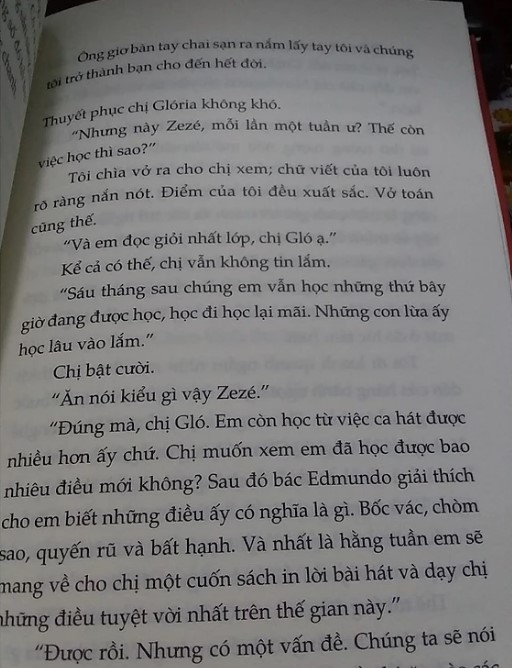 Ông giơ bàn tay chai sạn ra nắm lấy tay tôi và chúng
tôi trở thành bạn cho đến hết đời.
Thuyết phục chị Glória không khó.
“Nhưng này Zezé, mỗi lần một tuần ư? Thế còn
việc học thì sao?”
Tôi chìa vở ra cho chị xem; chữ viết của tôi luôn
rõ ràng nắn nót. Điểm của tôi đều xuất sắc. Vở toán
cũng thế.
“Và em đọc giỏi nhất lớp, chị Gló ạ.”
Kể cả có thế, chị vẫn không tin lắm.
“Sáu tháng sau chúng em vẫn học những thứ bây
giờ đang được học, học đi học lại mãi. Những con lừa ấy
học lâu vào lắm.”
Chị bật cười.
“Ăn nói kiểu gì vậy Zezé.”
“Đúng mà, chị Gló. Em còn học từ việc ca hát được
nhiều hơn ấy chứ. Chị muốn xem em đã học được bao
nhiêu điều mới không? Sau đó bác Edmundo giải thích
cho em biết những điều ấy có nghĩa là gì. Bốc vác, chòm
sao, quyến rũ và bất hạnh. Và nhất là hằng tuần em sẽ
mang về cho chị một cuốn sách in lời bài hát và dạy chị
những điều tuyệt vời nhất trên thế gian này.”
“Được rồi. Nhưng có một vấn đề. Chúng ta sẽ nói